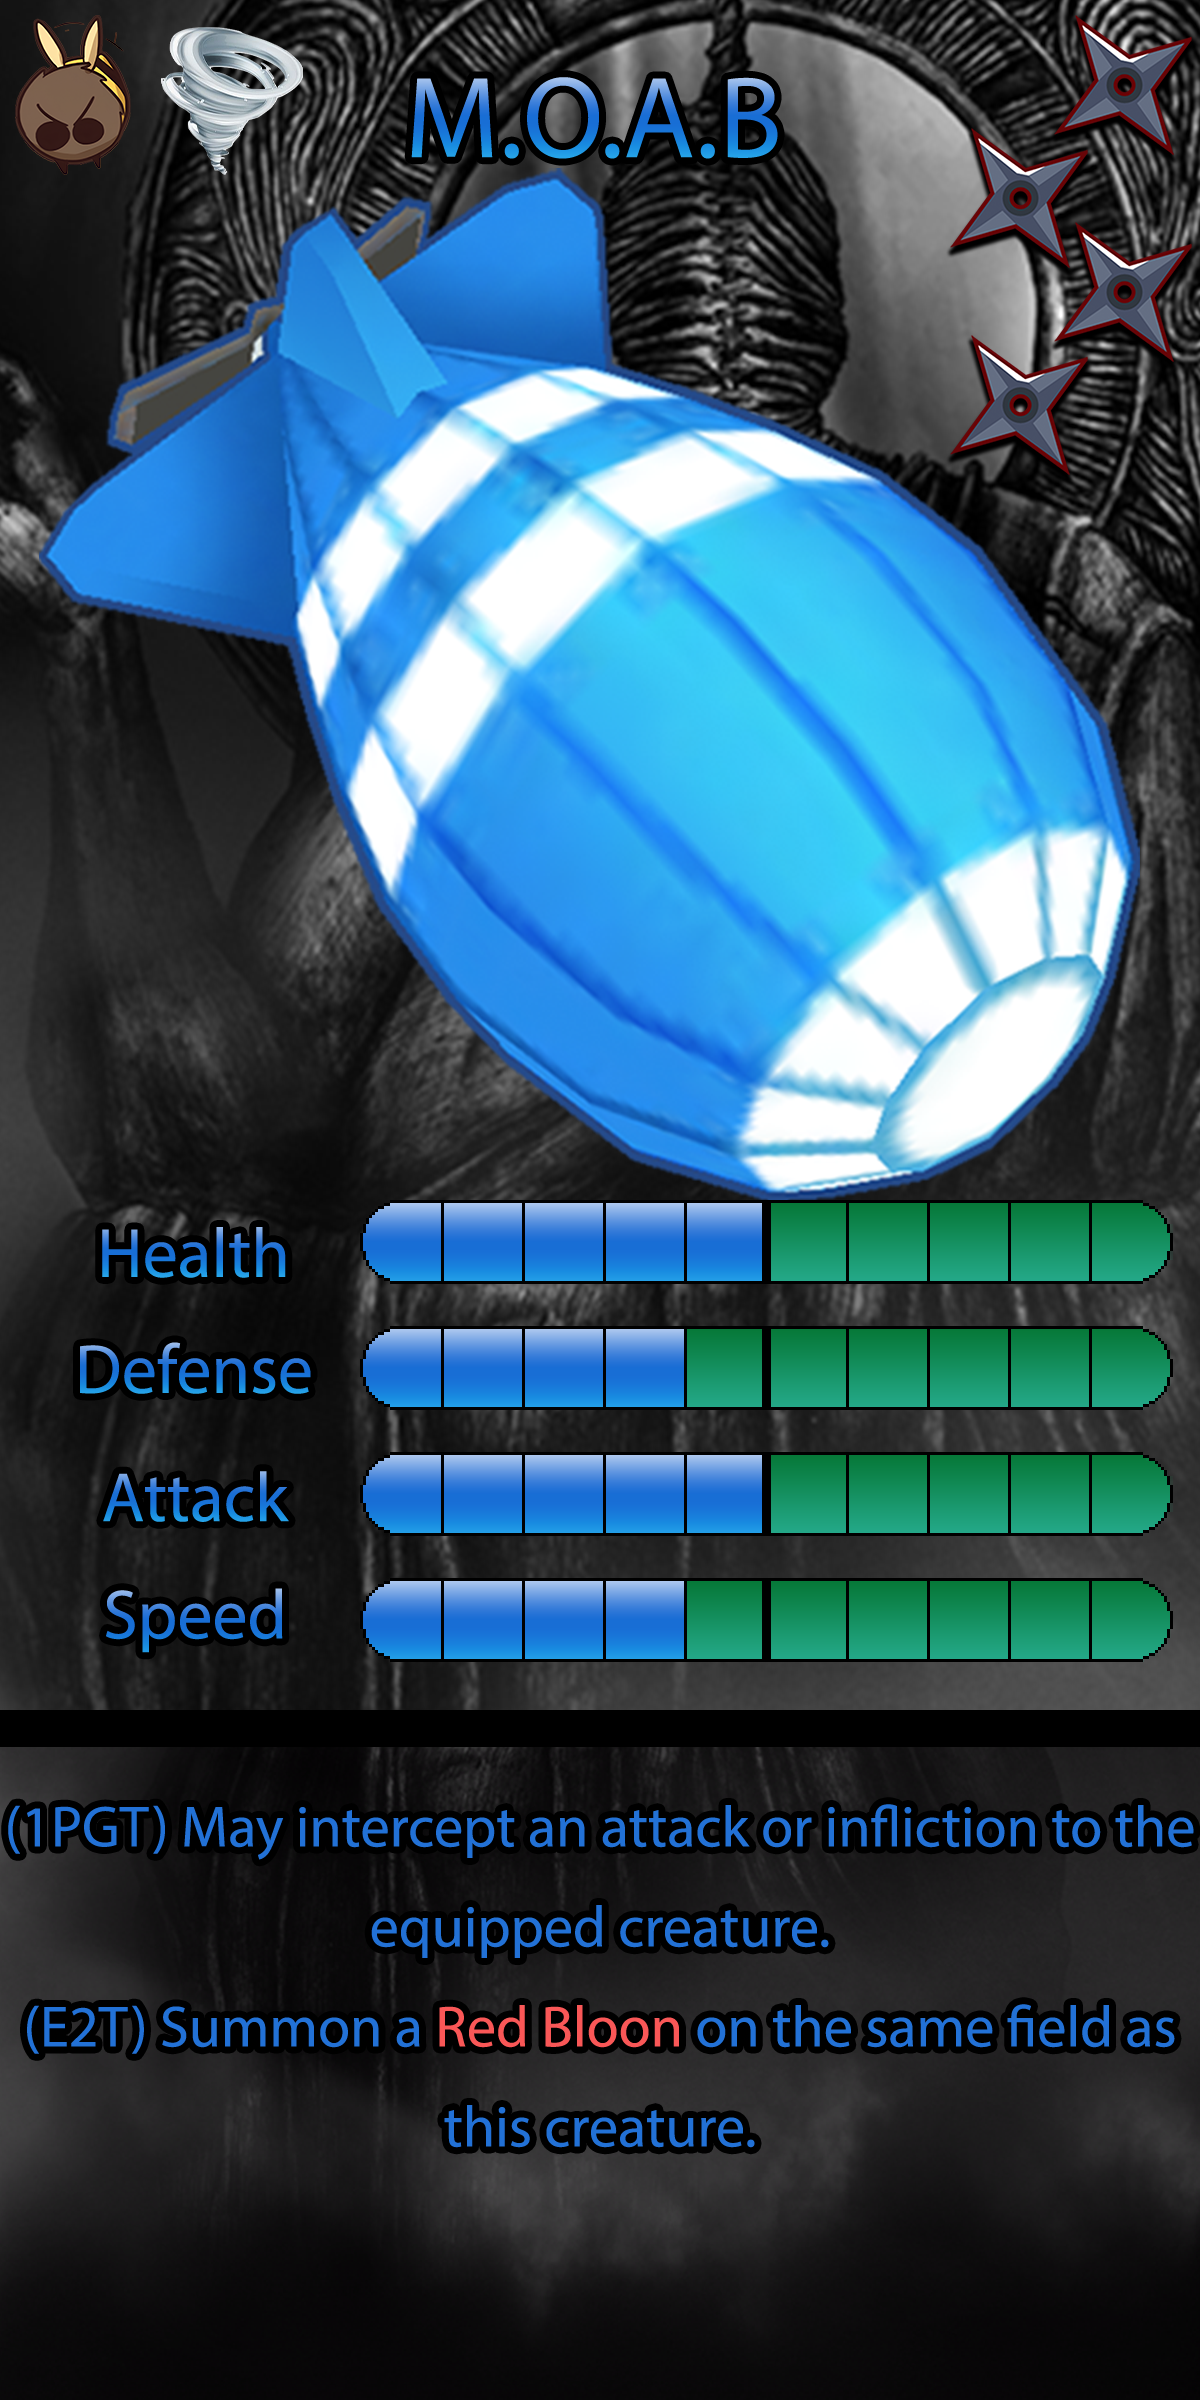 M.O.A.B
Health
Defense
Attack
Speed
(1PGT) May intercept an attack or infliction to the
equipped creature.
(E2T) Summon a Red Bloon on the same field as
this creature.